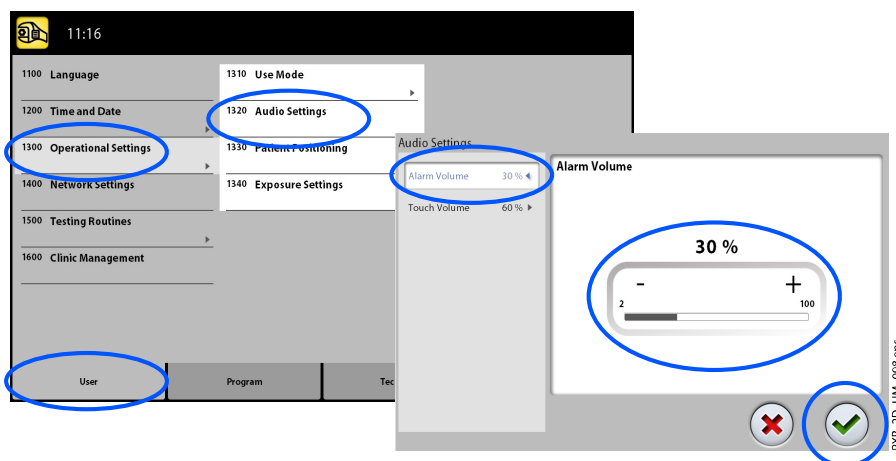 11:16
1100 Language
1200 Time and Date
1300 Operational Settings
1400 Network Settings
1500 Testing Routines
1600 Clinic Management
1310 Use Mode
1320 Audio Settings
1330 Patient Positioning
1340 Exposure Settings
User
Program
Tec
Audio Settings
Alarm Volume 30 %
Touch Volume 60 %
Alarm Volume
30 %
- +
2 100